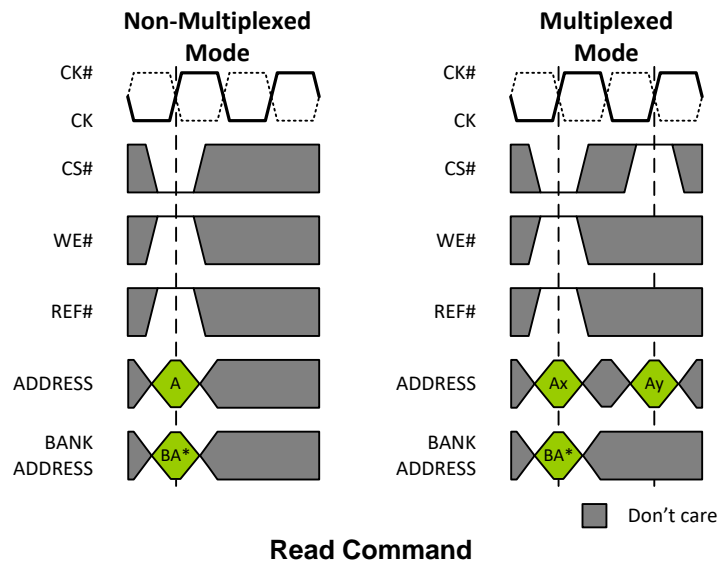 Non-Multiplexed
Mode
CK#
CK
CS#
WE#
REF#
ADDRESS
A
BANK
ADDRESS
BA*
Multiplexed
Mode
CK#
CK
CS#
WE#
REF#
ADDRESS
Ax
Ay
BANK
ADDRESS
BA*
Don't care
Read Command